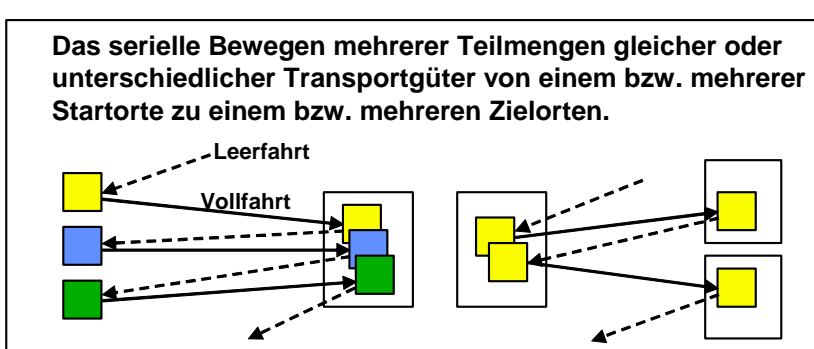 Das serielle Bewegen mehrerer Teilmengen gleicher oder
unterschiedlicher Transportgüter von einem bzw. mehrerer
Startorte zu einem bzw. mehreren Zielorten.
Leerfahrt
Vollfahrt